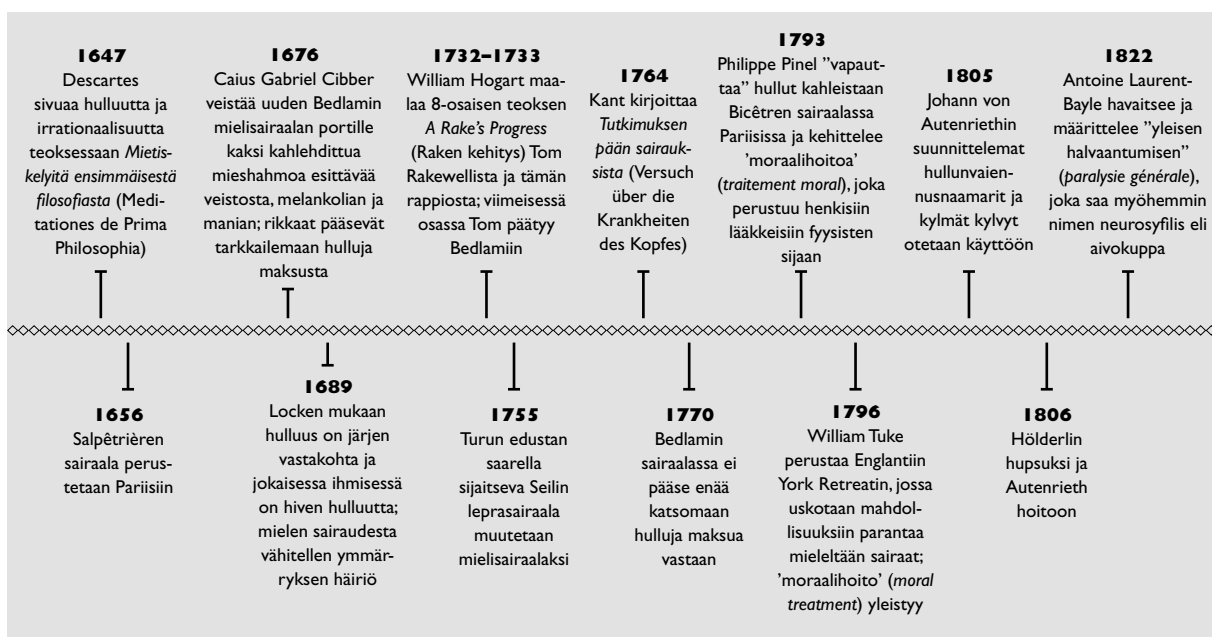 1647
Descartes
sivuaa hulluutta ja
irrationaalisuutta
teoksessaan Mietis-
kelyitä ensimmäisestä
filosofiasta (Medi-
tationes de Prima
Philosophia)
1676
Caius Gabriel Cibber
veistää uuden Bedlamin
mielisairaalan portille
kaksi kahlehdittua
mieshahmoa esittävää
veistosta, melankolian ja
manian; rikkaat pääsevät
tarkkailemaan hulluja
maksusta
1732–1733
William Hogart maa-
laa 8-osaisen teoksen
A Rake’s Progress
(Raken kehitys) Tom
Rakewellista ja tämän
rappiosta; viimeisessä
osassa Tom päätyy
Bedlamiin
1764
Kant kirjoittaa
Tutkimuksen
pään sairauk-
sista (Versuch
über die
Krankheiten
des Kopfes)
1793
Philippe Pinel ”vapaut-
taa” hullut kahleistaan
Bicêtren sairaalassa
Pariisissa ja kehittelee
’moraalihoitoa’
(traitement moral), joka
perustuu henkisiin
lääkkeisiin fyysisten
sijaan
1805
Johann von
Autenriethin
suunnittelemat
hullunvaien-
nusnaamarit ja
kylmät kylvyt
otetaan käyttöön
1822
Antoine Laurent-
Bayle havaitsee ja
määrittelee ”yleisen
halvaantumisen”
(paralysie générale),
joka saa myöhemmin
nimen neurosyfilis eli
aivokuppa
1656
Salpêtrièren
sairaala perus-
tetaan Pariisiin
1689
Locken mukaan
hulluus on järjen
vastakohta ja
jokaisessa ihmisessä
on hiven hulluutta;
mielen sairaudesta
vähitellen ymmär-
ryksen häiriö
1755
Turun edustan
saarella
sijaitseva Seilin
leprasairaala
muutetaan
mielisairaalaksi
1770
Bedlamin
sairaalassa ei
pääse enää
katsomaan
hulluja maksua
vastaan
1796
William Tuke
perustaa Englantiin
York Retreatin, jossa
uskotaan mahdol-
lisuuksiin parantaa
mieleltään sairaat;
’moraalihoito’ (moral
treatment) yleistyy
1806
Hölderlin
hupsuksi ja
Autenrieth
hoitoon